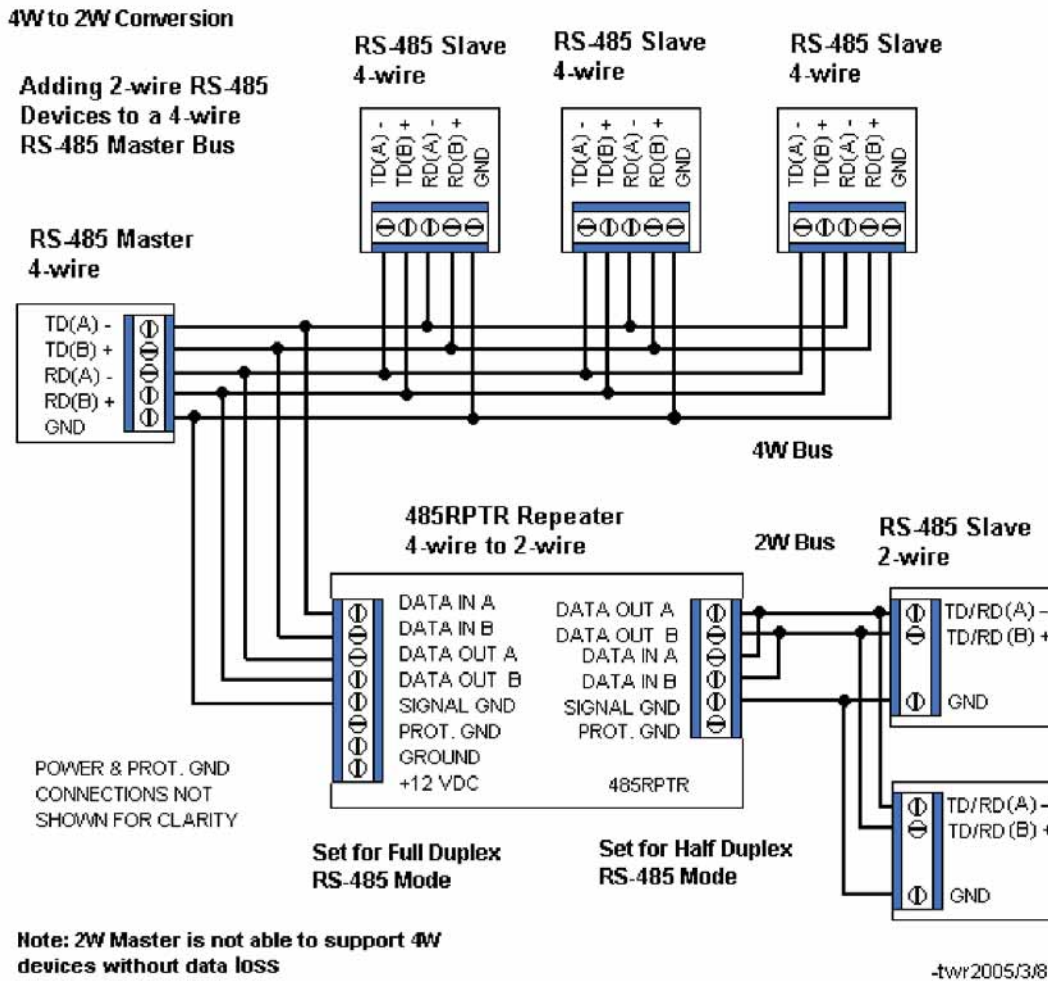 4W to 2W Conversion
Adding 2-wire RS-485
Devices to a 4-wire
RS-485 Master Bus
RS-485 Slave
4-wire
TD(A) -
TD(B) +
RD(A) -
RD(B) +
GND
RS-485 Slave
4-wire
TD(A) -
TD(B) +
RD(A) -
RD(B) +
GND
RS-485 Slave
4-wire
TD(A) -
TD(B) +
RD(A) -
RD(B) +
GND
RS-485 Master
4-wire
TD(A) -
TD(B) +
RD(A) -
RD(B) +
GND
4W Bus
485RPTR Repeater
4-wire to 2-wire
DATA IN A
DATA IN B
DATA OUT A
DATA OUT B
SIGNAL GND
PROT. GND
GROUND
+12 VDC
DATA OUT A
DATA OUT B
DATA IN A
DATA IN B
SIGNAL GND
PROT. GND
485RPTR
2W Bus
RS-485 Slave
2-wire
TD/RD(A) -
TD/RD(B) +
GND
TD/RD(A) -
TD/RD(B) +
GND
POWER & PROT. GND
CONNECTIONS NOT
SHOWN FOR CLARITY
Set for Full Duplex
RS-485 Mode
Set for Half Duplex
RS-485 Mode
Note: 2W Master is not able to support 4W
devices without data loss
-twr2005/3/8